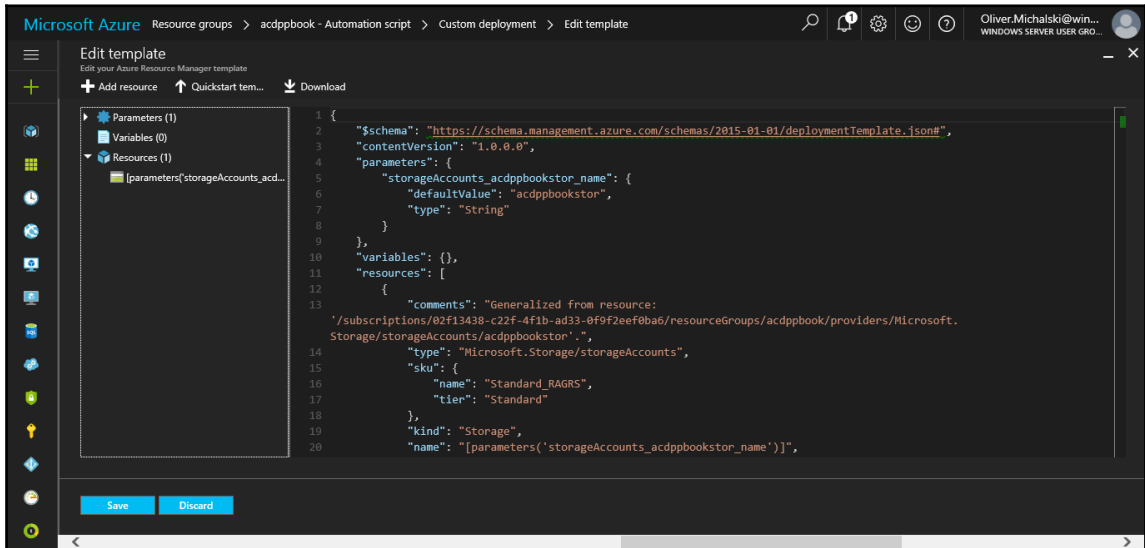 Microsoft Azure Resource groups > acdppbook - Automation script > Custom deployment > Edit template
1
Oliver.Michalski@win...
WINDOWS SERVER USER GRO...
Edit template
Edit your Azure Resource Manager template
Add resource Quickstart tem... Download
Parameters (1)
Variables (0)
Resources (1)
[parameters('storageAccounts_acd...
1 {
2 "$schema": "https://schema.management.azure.com/schemas/2015-01-01/deploymentTemplate.json#",
3 "contentVersion": "1.0.0.0",
4 "parameters": {
5 "storageAccounts_acdppbookstor_name": {
6 "defaultValue": "acdppbookstor",
7 "type": "String"
8 }
9 },
10 "variables": {},
11 "resources": [
12 {
13 "comments": "Generalized from resource:
'/subscriptions/02f13438-c22f-4f1b-ad33-0f9f2eef0ba6/resourceGroups/acdppbook/providers/Microsoft.
Storage/storageAccounts/acdppbookstor'.",
14 "type": "Microsoft.Storage/storageAccounts",
15 "sku": {
16 "name": "Standard_RAGRS",
17 "tier": "Standard"
18 },
19 "kind": "Storage",
20 "name": "[parameters('storageAccounts_acdppbookstor_name')]",
SQL
Save Discard